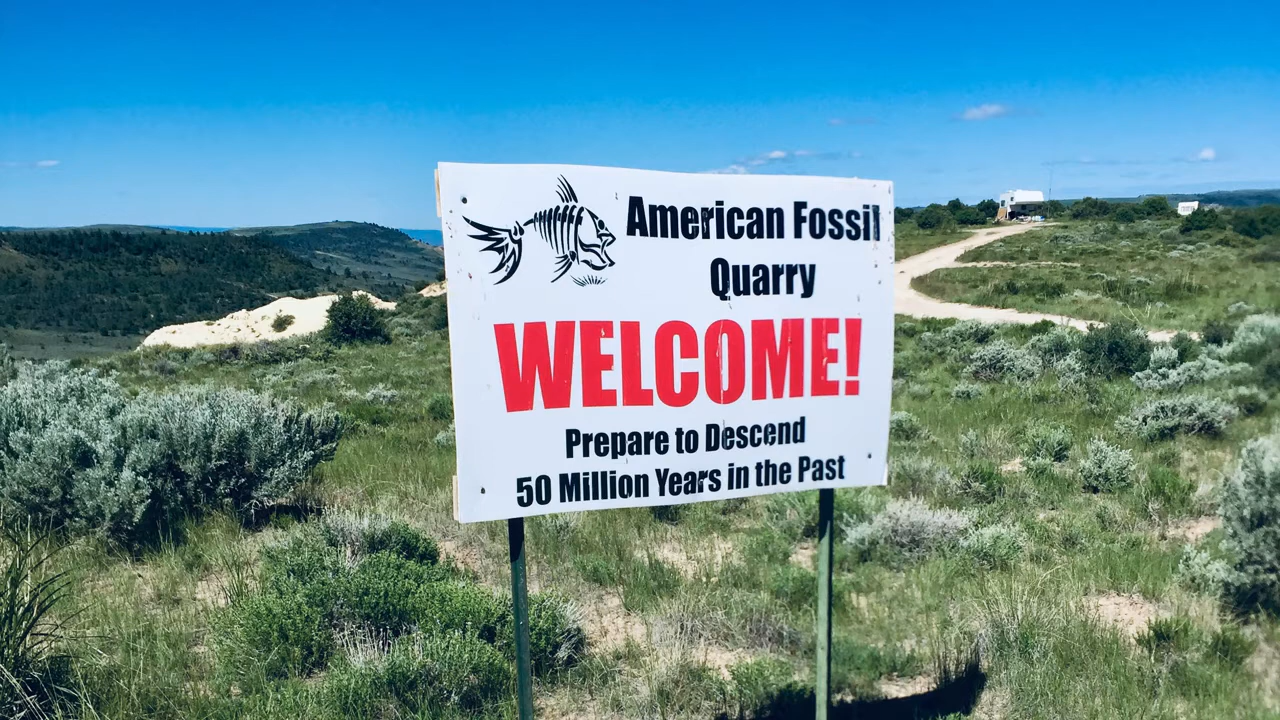 American Fossil
Quarry
WELCOME!
Prepare to Descend
50 Million Years in the Past